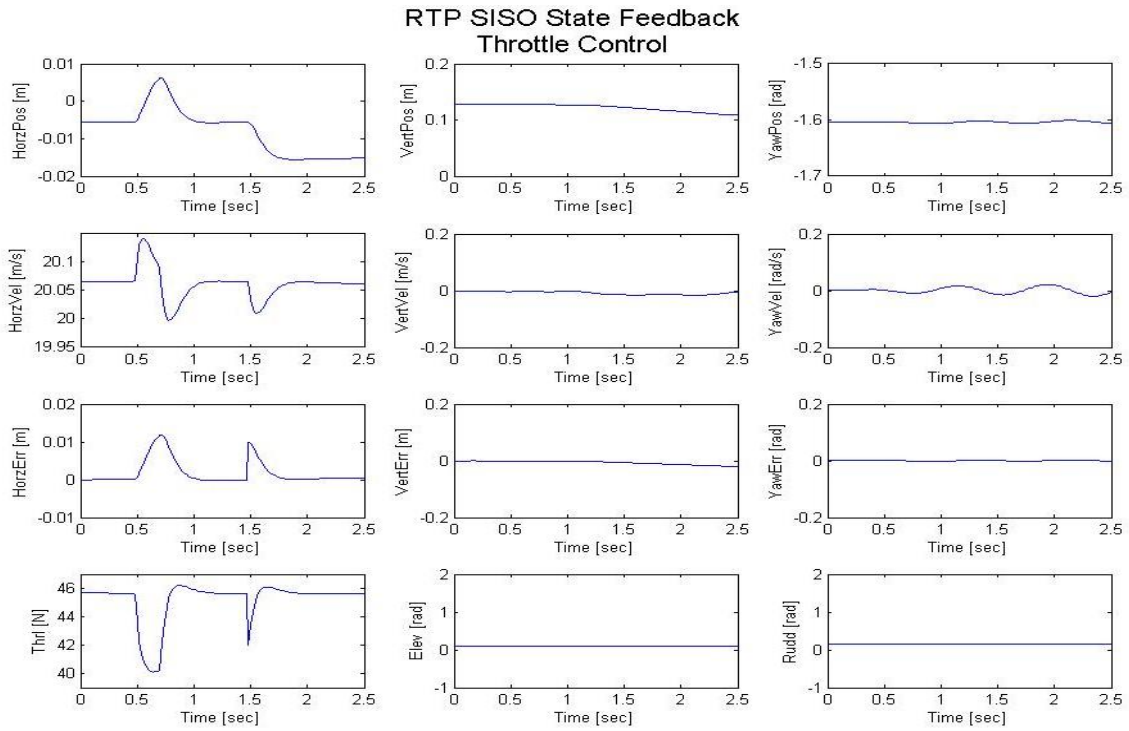 RTP SISO State Feedback
Throttle Control
HorzPos [m]
0.01
0
-0.01
-0.02
0 0.5 1 1.5 2 2.5
Time [sec]
VertPos [m]
0.2
0.1
0
0 0.5 1 1.5 2 2.5
Time [sec]
YawPos [rad]
-1.5
-1.6
-1.7
0 0.5 1 1.5 2 2.5
Time [sec]
HorzVel [m/s]
20.1
20.05
20
19.95
0 0.5 1 1.5 2 2.5
Time [sec]
VertVel [m/s]
0.2
0
-0.2
0 0.5 1 1.5 2 2.5
Time [sec]
YawVel [rad/s]
0.2
0
-0.2
0 0.5 1 1.5 2 2.5
Time [sec]
HorzErr [m]
0.02
0.01
0
-0.01
0 0.5 1 1.5 2 2.5
Time [sec]
VertErr [m]
0.2
0
-0.2
0 0.5 1 1.5 2 2.5
Time [sec]
YawErr [rad]
0.2
0
-0.2
0 0.5 1 1.5 2 2.5
Time [sec]
Thrl [N]
46
44
42
40
0 0.5 1 1.5 2 2.5
Time [sec]
Elev [rad]
2
1
0
-1
0 0.5 1 1.5 2 2.5
Time [sec]
Rudd [rad]
2
1
0
-1
0 0.5 1 1.5 2 2.5
Time [sec]